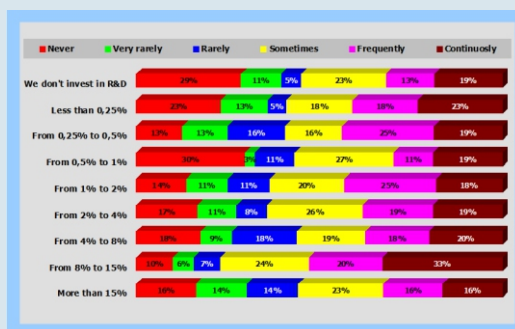 Never Very rarely Rarely Sometimes Frequently Continuosly
We don't invest in R&D 29% 11% 5% 23% 13% 19%
Less than 0,25% 23% 13% 5% 18% 18% 23%
From 0,25% to 0,5% 13% 13% 16% 16% 25% 19%
From 0,5% to 1% 30% 3% 11% 27% 11% 19%
From 1% to 2% 14% 11% 11% 20% 25% 18%
From 2% to 4% 17% 11% 8% 26% 19% 19%
From 4% to 8% 18% 9% 18% 19% 18% 20%
From 8% to 15% 10% 6% 7% 24% 20% 33%
More than 15% 16% 14% 14% 23% 16% 16%